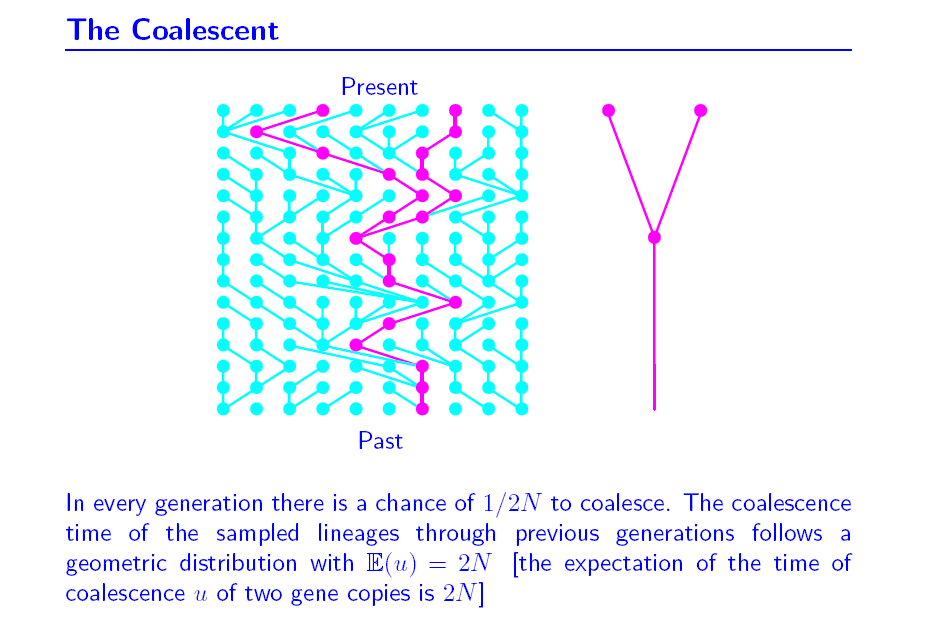 The Coalescent
Present
Past
In every generation there is a chance of 1/2N to coalesce. The coalescence
time of the sampled lineages through previous generations follows a
geometric distribution with 𝔼(u) = 2N [the expectation of the time of
coalescence u of two gene copies is 2N]